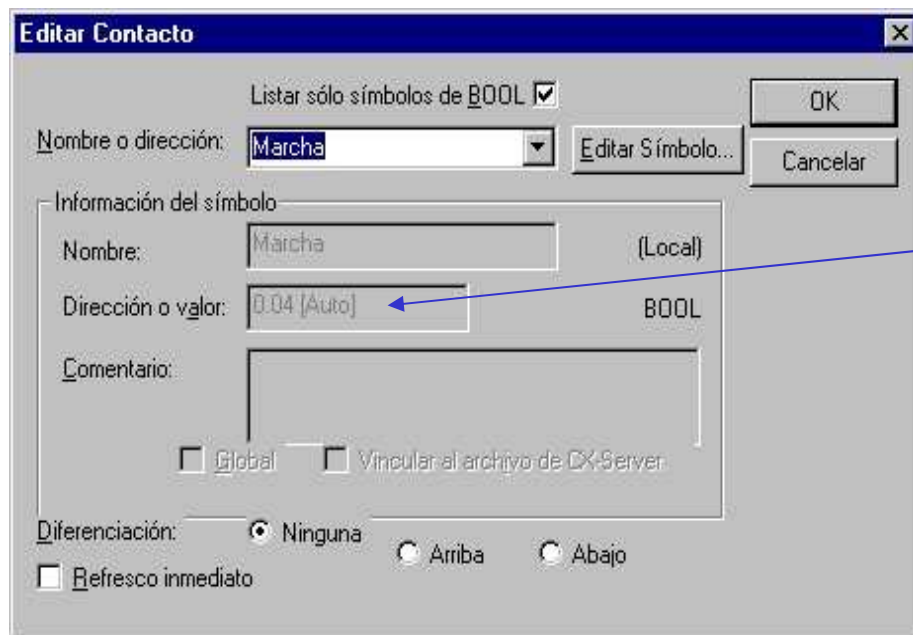 Editar Contacto
Listar sólo símbolos de BOOL
OK
Nombre o dirección: Marcha Editar Símbolo...
Cancelar
Información del símbolo
Nombre: Marcha (Local)
Dirección o valor: 0.04 [Auto] BOOL
Comentario:
Global Vincular al archivo de CX-Server
Diferenciación: Ninguna
Arriba Abajo
Refresco inmediato